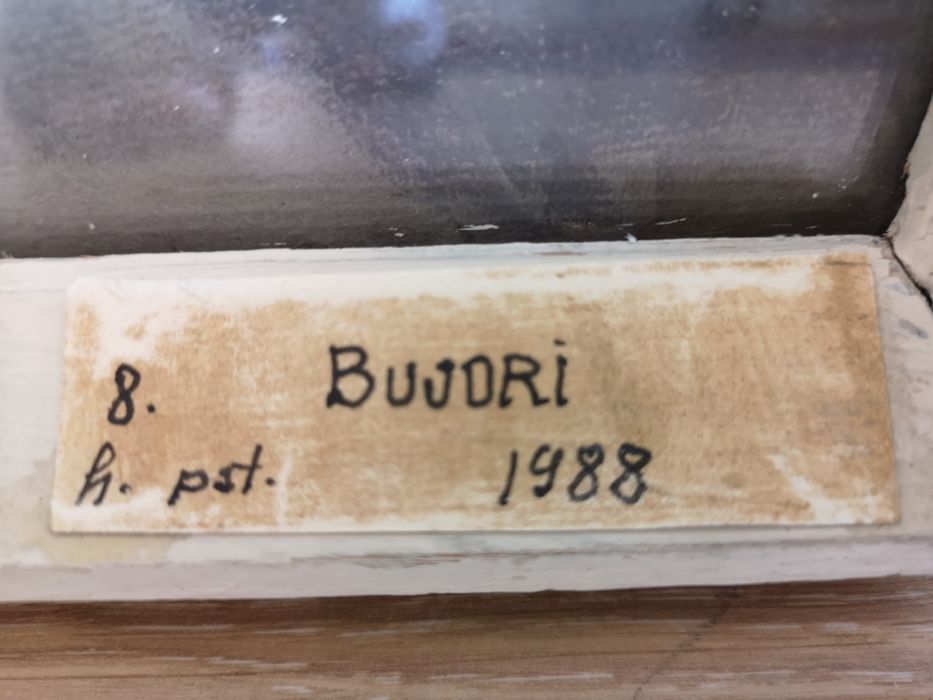 8. BUJORi
h. pst. 1988